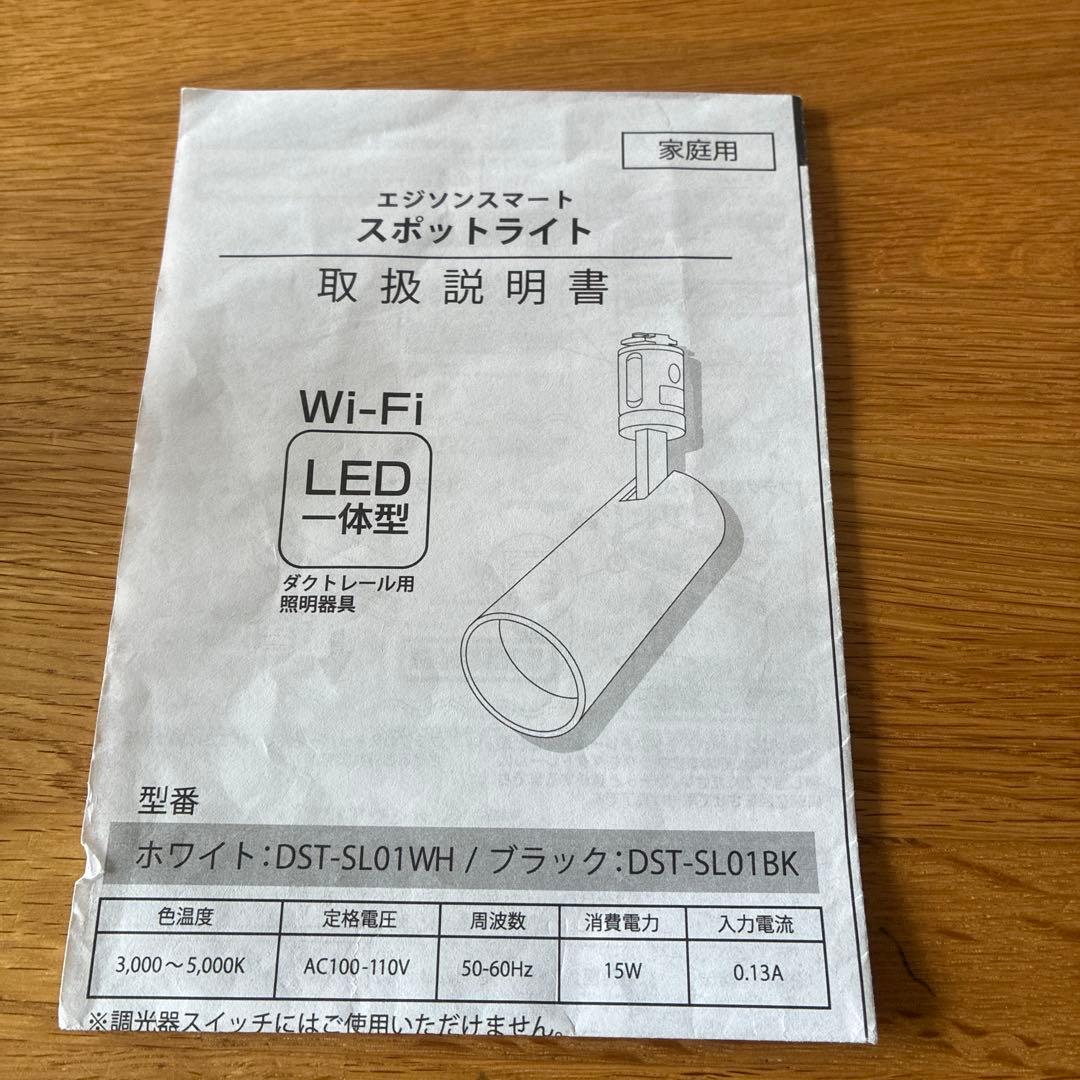 家庭用
エジソンスマート
スポットライト
取扱説明書
Wi-Fi
LED
一体型
ダクトレール用
照明器具
型番
ホワイト:DST-SL01WH / ブラック:DST-SL01BK
色温度 定格電圧 周波数 消費電力 入力電流
3,000～5,000K AC100-110V 50-60Hz 15W 0.13A
※調光器スイッチにはご使用いただけません。